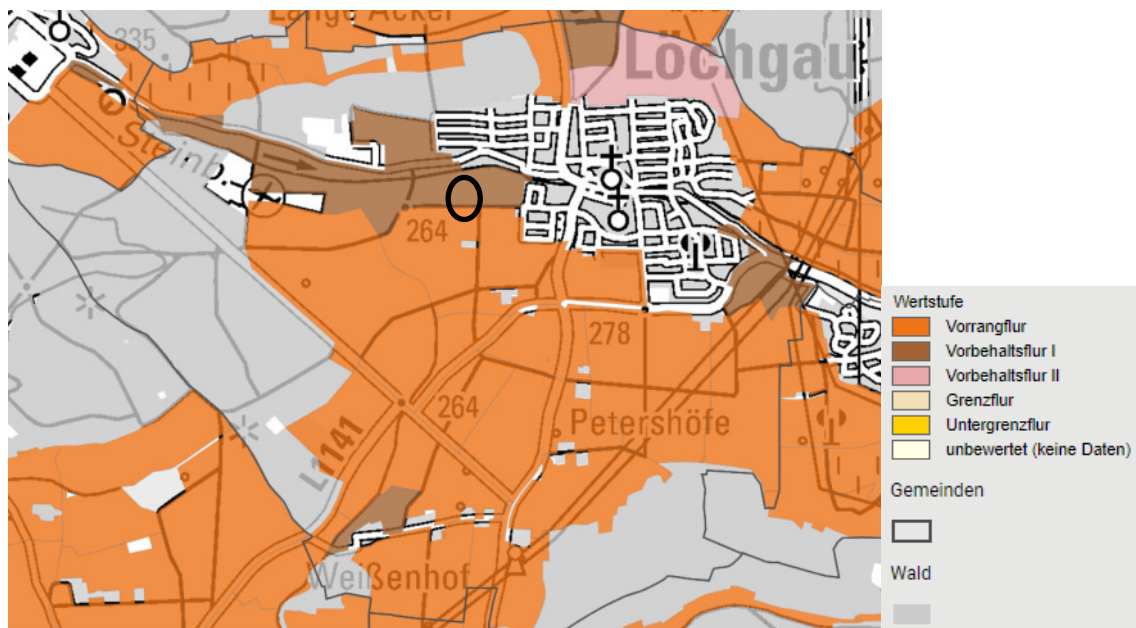 Lange Äcker
335
Löchgau
Steinb
264
278
264
Petershöfe
L1141
Weißenhof
Wertstufe
Vorrangflur
Vorbehaltsflur I
Vorbehaltsflur II
Grenzflur
Untergrenzflur
unbewertet (keine Daten)
Gemeinden
Wald